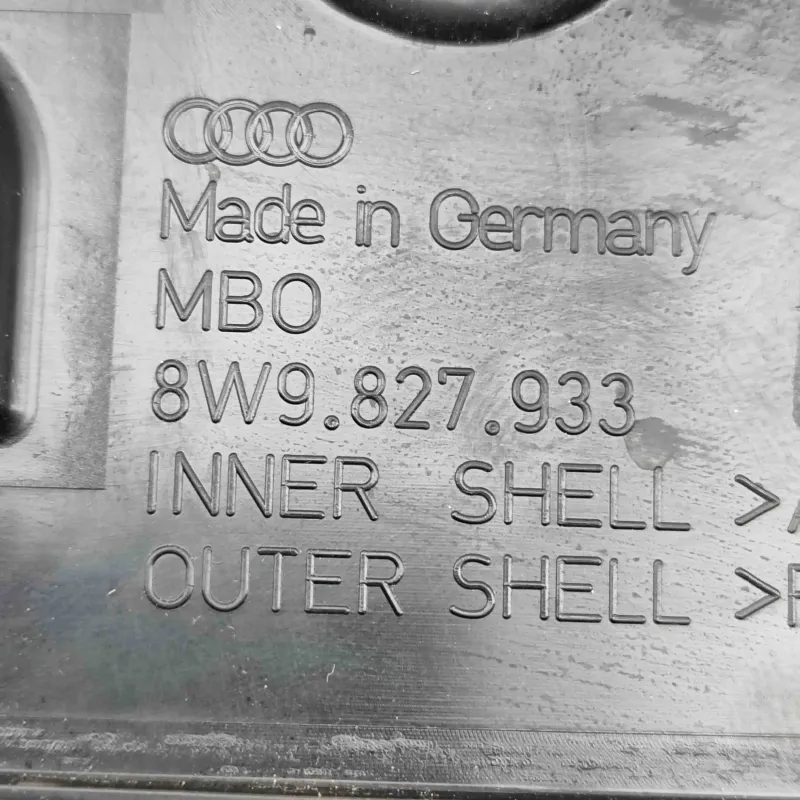 Made in Germany
MBO
8W9.827.933
INNER SHELL >
OUTER SHELL >